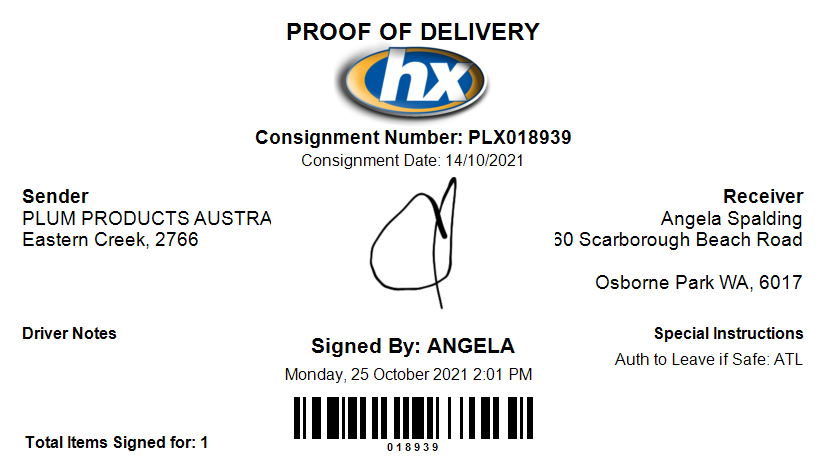 PROOF OF DELIVERY
hx
Consignment Number: PLX018939
Consignment Date: 14/10/2021
Sender
PLUM PRODUCTS AUSTRA
Eastern Creek, 2766
Receiver
Angela Spalding
60 Scarborough Beach Road
Osborne Park WA, 6017
Driver Notes
Signed By: ANGELA
Monday, 25 October 2021 2:01 PM
Special Instructions
Auth to Leave if Safe: ATL
018939
Total Items Signed for: 1